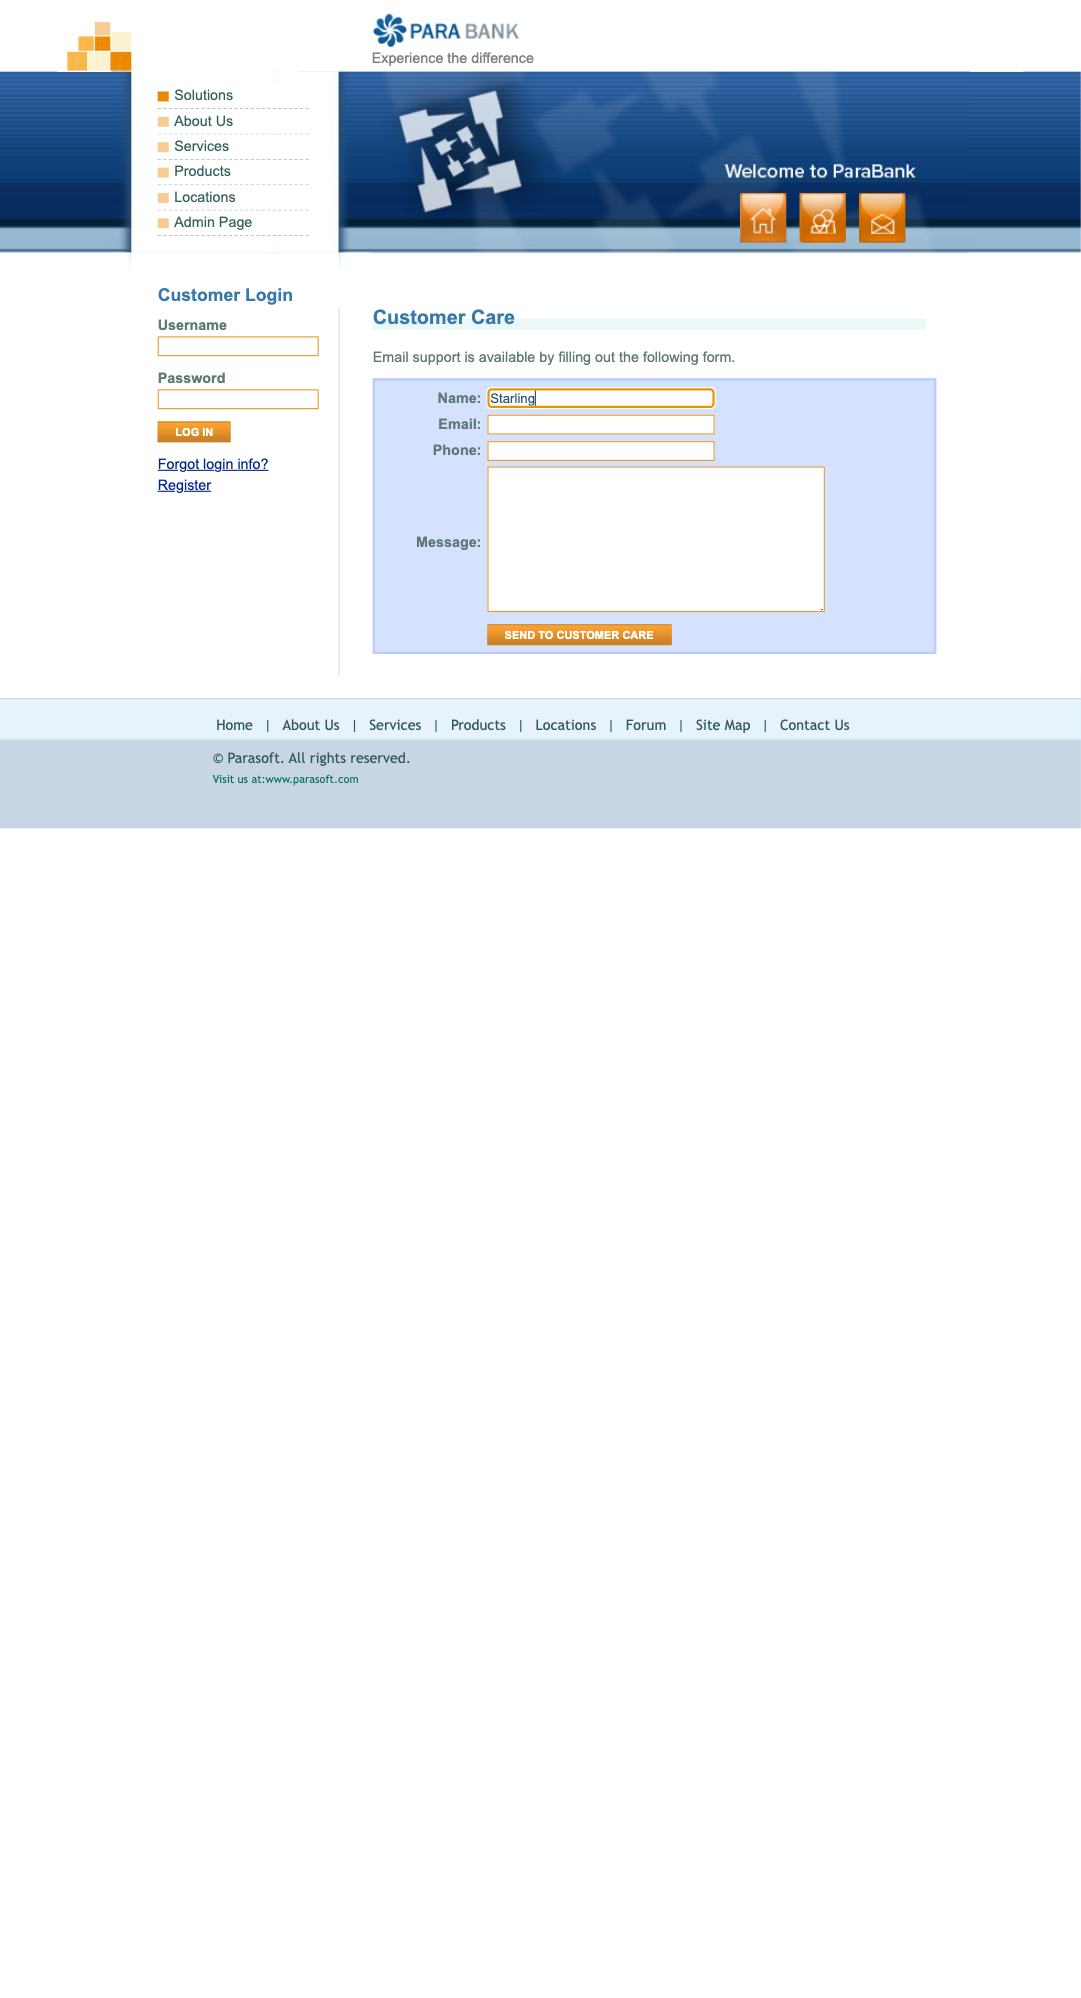 PARA BANK
Experience the difference
Solutions
About Us
Services
Products
Locations
Admin Page
Welcome to ParaBank
Customer Login
Username
Password
LOG IN
Forgot login info?
Register
Customer Care
Email support is available by filling out the following form.
Name: Starling
Email:
Phone:
Message:
SEND TO CUSTOMER CARE
Home | About Us | Services | Products | Locations | Forum | Site Map | Contact Us
© Parasoft. All rights reserved.
Visit us at:www.parasoft.com